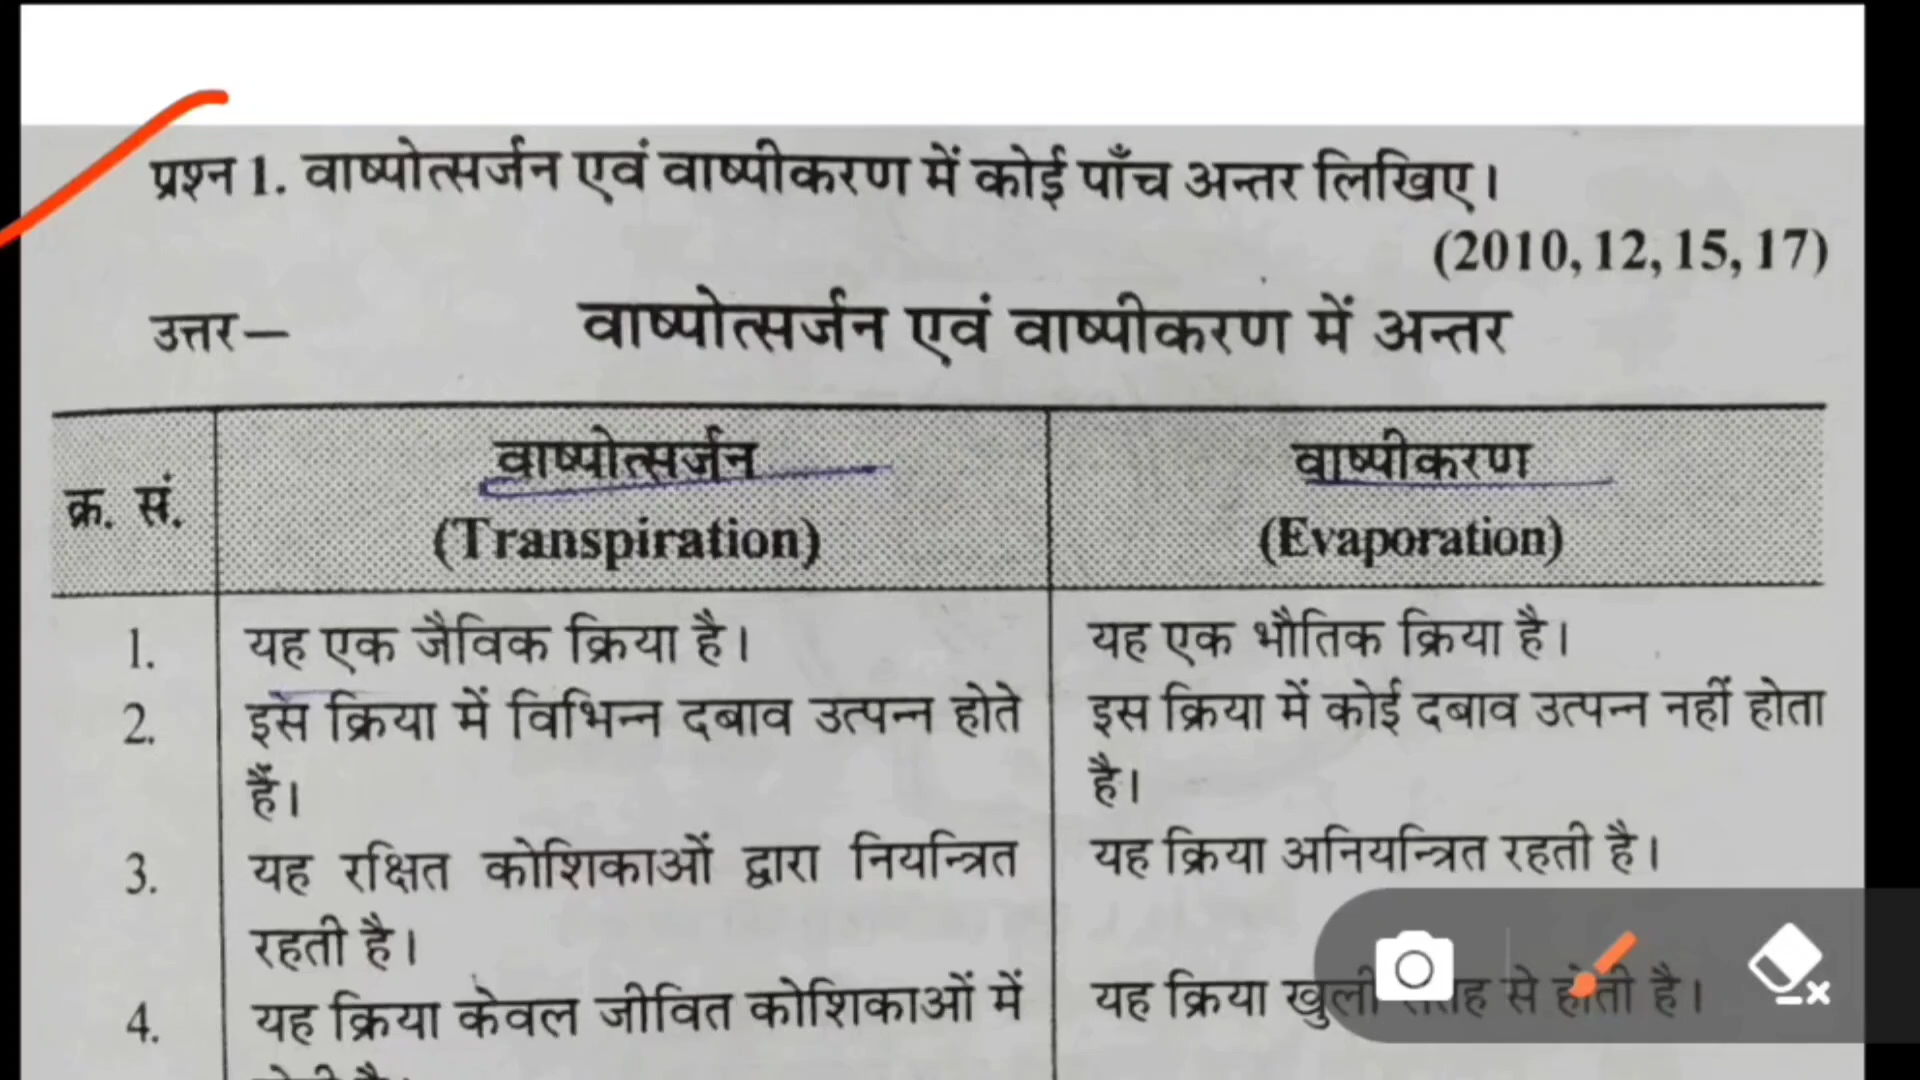 प्रश्न 1. वाष्पोत्सर्जन एवं वाष्पीकरण में कोई पाँच अन्तर लिखिए।
(2010, 12, 15, 17)
उत्तर— वाष्पोत्सर्जन एवं वाष्पीकरण में अन्तर
क्र. सं. वाष्पोत्सर्जन वाष्पीकरण
(Transpiration) (Evaporation)
1. यह एक जैविक क्रिया है। यह एक भौतिक क्रिया है।
2. इस क्रिया में विभिन्न दबाव उत्पन्न होते इस क्रिया में कोई दबाव उत्पन्न नहीं होता
हैं। है।
3. यह रक्षित कोशिकाओं द्वारा नियन्त्रित यह क्रिया अनियन्त्रित रहती है।
रहती है।
4. यह क्रिया केवल जीवित कोशिकाओं में यह क्रिया खुली से होती है।